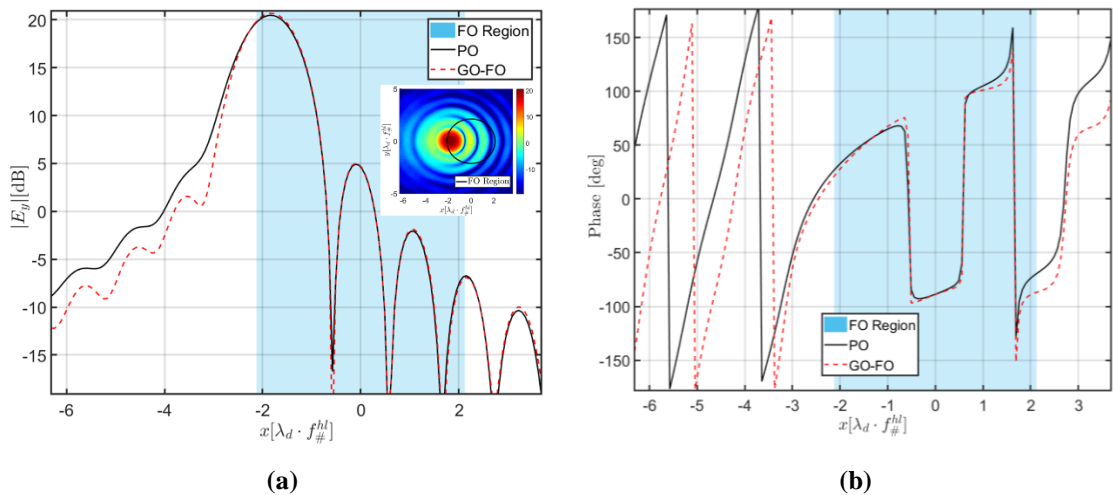 20
15
10
5
0
-5
-10
-15
|E_y|[dB]
-6
-4
-2
0
2
x[λ_d · f_#^{hl}]
FO Region
PO
GO-FO
5
0
-5
y[λ_d · f_#^{hl}]
-2
0
2
x[λ_d · f_#^{hl}]
FO Region
20
10
0
-10
(a)
150
100
50
0
-50
-100
-150
Phase [deg]
-6
-5
-4
-3
-2
-1
0
1
2
3
x[λ_d · f_#^{hl}]
FO Region
PO
GO-FO
(b)